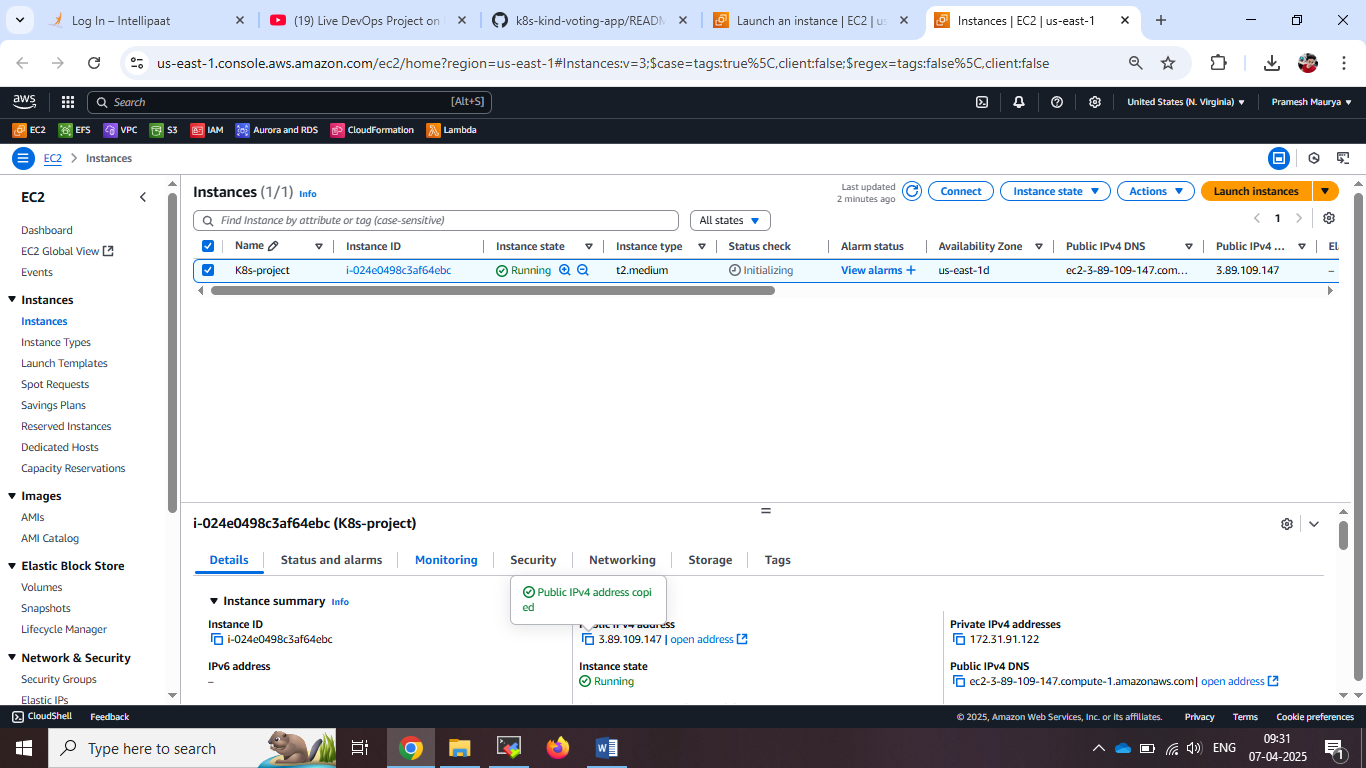 Log In – Intellipaat
(19) Live DevOps Project on
k8s-kind-voting-app/READM
Launch an instance | EC2 | us
Instances | EC2 | us-east-1
us-east-1.console.aws.amazon.com/ec2/home?region=us-east-1#Instances:v=3;$case=tags:true%5C,client:false;$regex=tags:false%5C,client:false
aws
Search
[Alt+S]
United States (N. Virginia)
Pramesh Maurya
EC2
EFS
VPC
S3
IAM
Aurora and RDS
CloudFormation
Lambda
EC2 > Instances
EC2
Dashboard
EC2 Global View
Events
Instances
Instances
Instance Types
Launch Templates
Spot Requests
Savings Plans
Reserved Instances
Dedicated Hosts
Capacity Reservations
Images
AMIs
AMI Catalog
Elastic Block Store
Volumes
Snapshots
Lifecycle Manager
Network & Security
Security Groups
Elastic IPs
Instances (1/1) Info
Last updated
2 minutes ago
Connect
Instance state
Actions
Launch instances
Find Instance by attribute or tag (case-sensitive)
All states
1
Name
Instance ID
Instance state
Instance type
Status check
Alarm status
Availability Zone
Public IPv4 DNS
Public IPv4 ...
Ela
K8s-project
i-024e0498c3af64ebc
Running
t2.medium
Initializing
View alarms +
us-east-1d
ec2-3-89-109-147.com...
3.89.109.147
–
i-024e0498c3af64ebc (K8s-project)
Details
Status and alarms
Monitoring
Security
Networking
Storage
Tags
Public IPv4 address copi
ed
Instance summary Info
Instance ID
i-024e0498c3af64ebc
IPv6 address
–
Public IPv4 address
3.89.109.147 | open address
Instance state
Running
Private IPv4 addresses
172.31.91.122
Public IPv4 DNS
ec2-3-89-109-147.compute-1.amazonaws.com | open address
CloudShell
Feedback
© 2025, Amazon Web Services, Inc. or its affiliates.
Privacy
Terms
Cookie preferences
Type here to search
ENG
09:31
07-04-2025
1